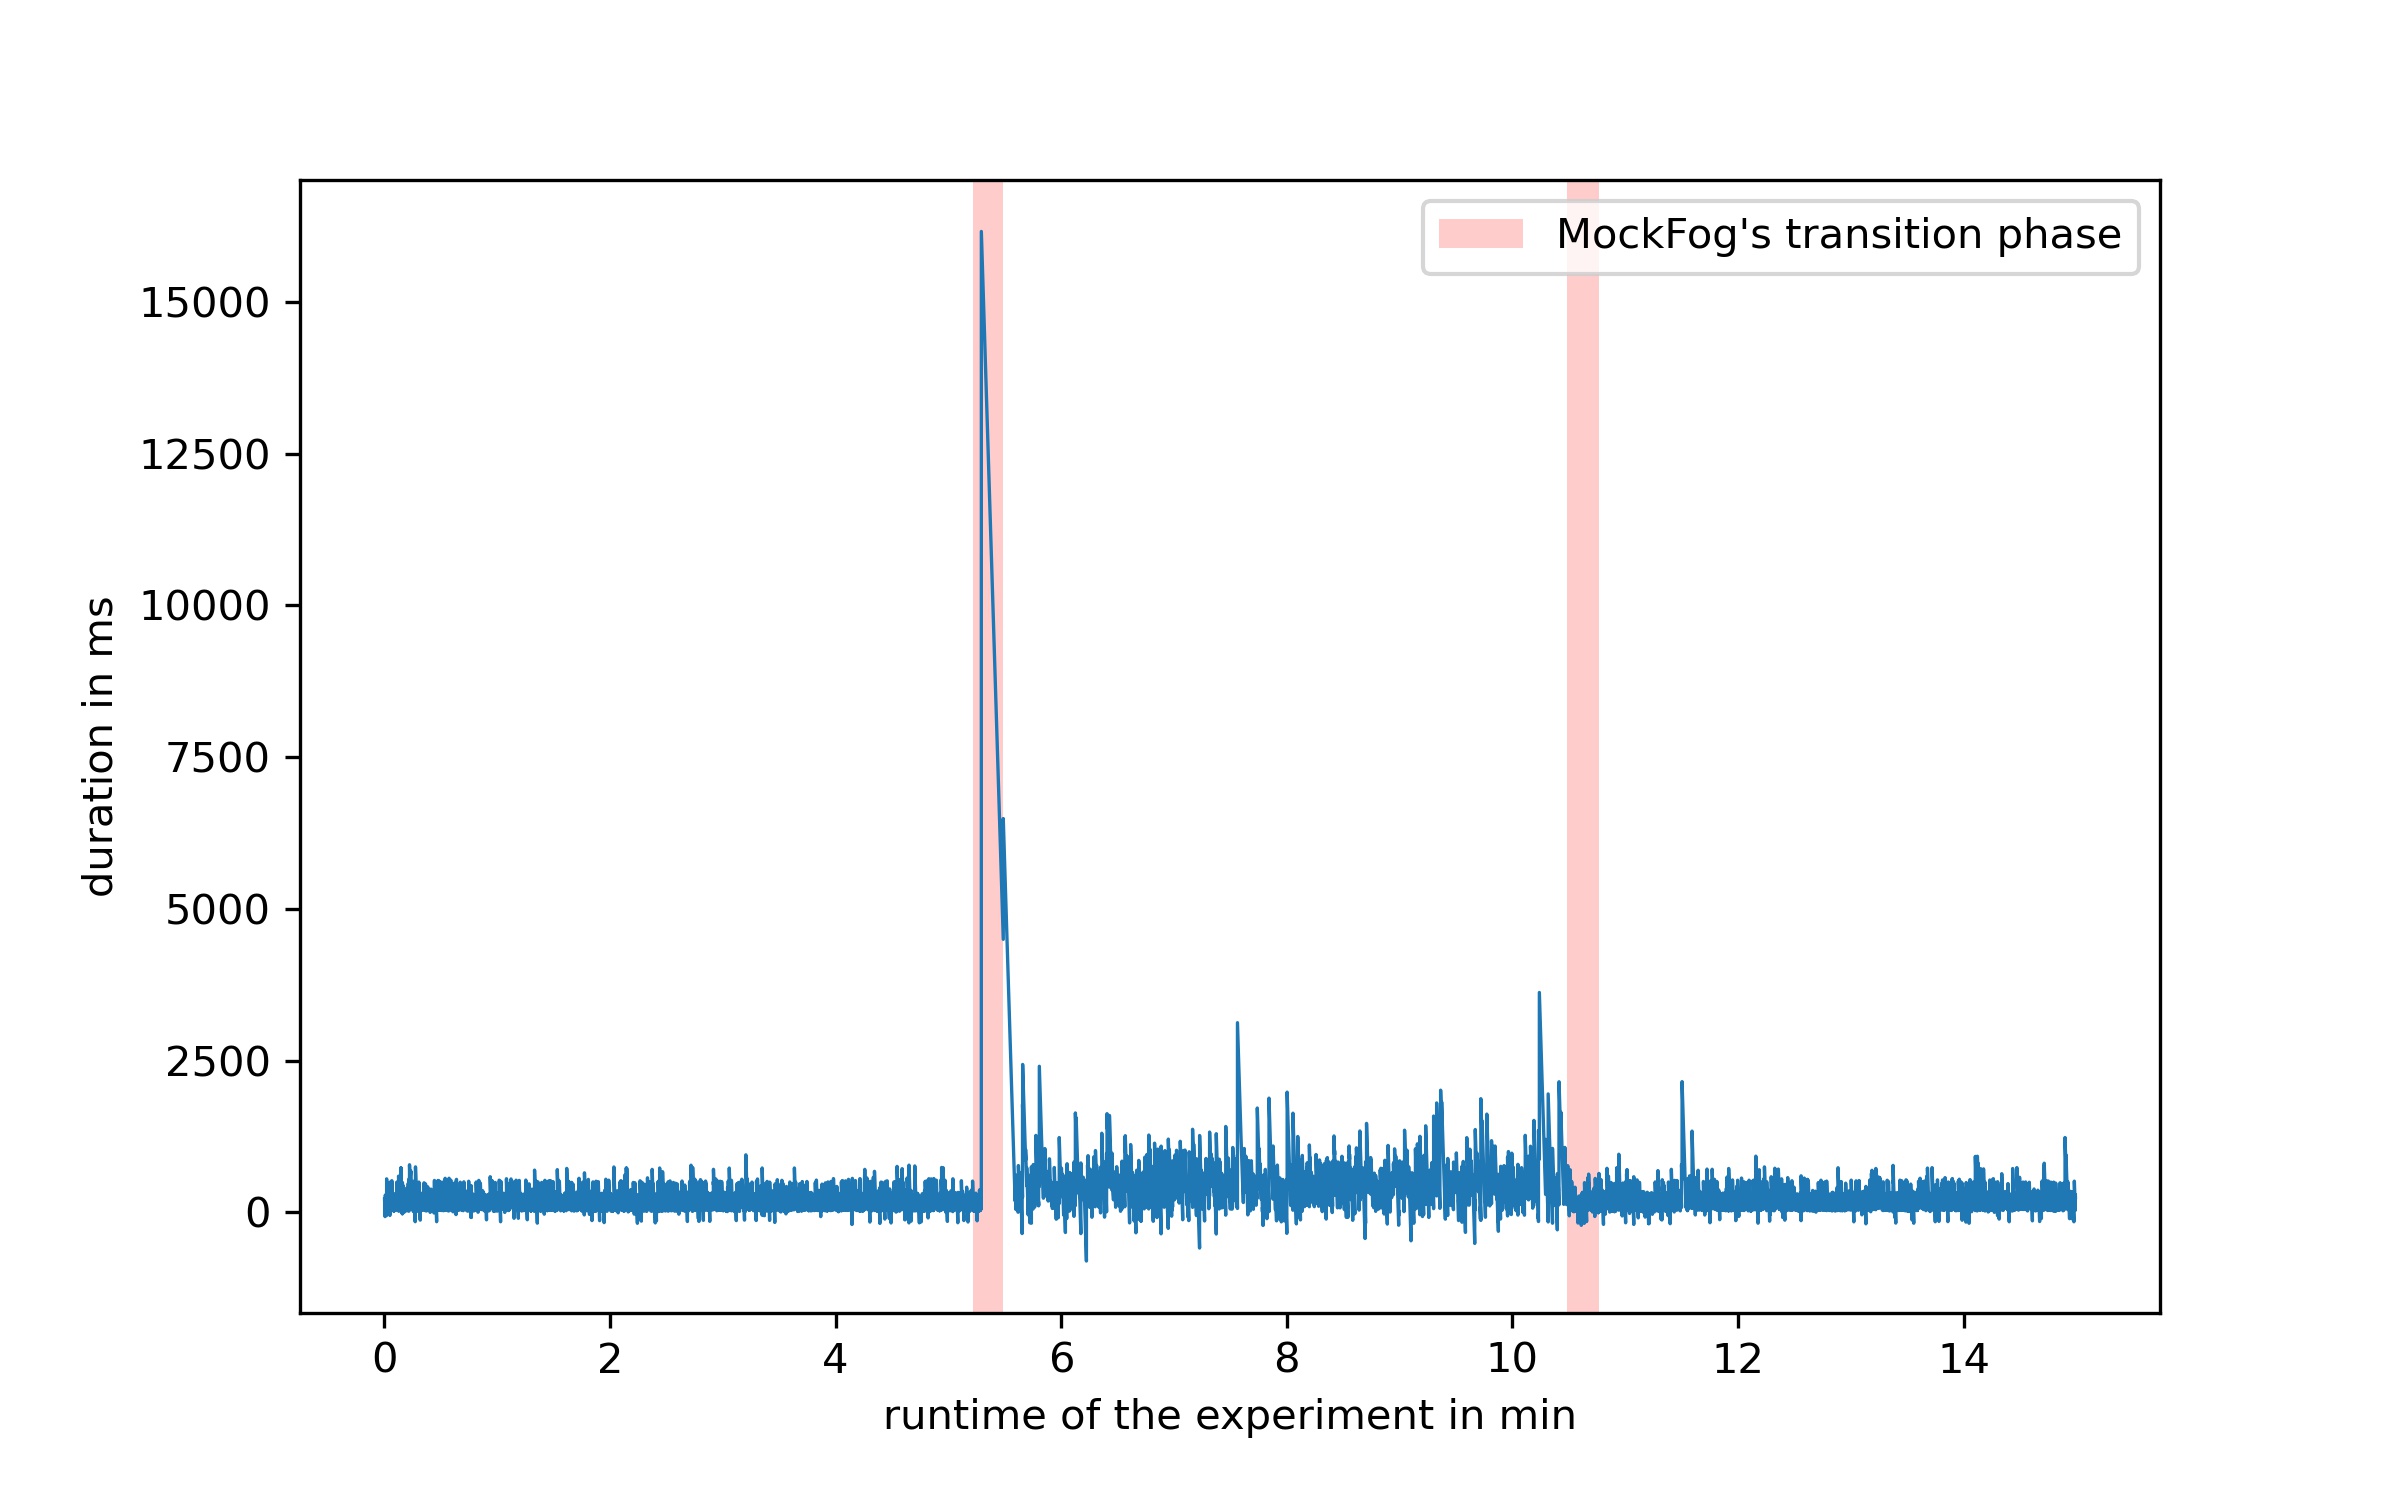 MockFog's transition phase
15000
12500
10000
7500
5000
2500
0
duration in ms
0 2 4 6 8 10 12 14
runtime of the experiment in min